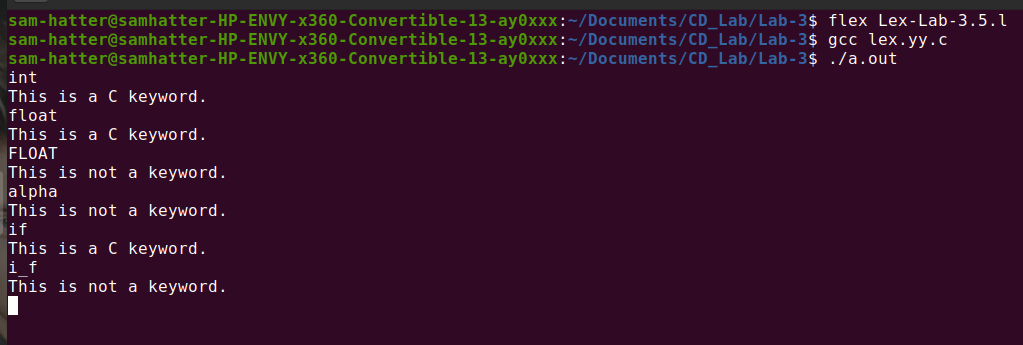 sam-hatter@samhatter-HP-ENVY-x360-Convertible-13-ay0xxx:~/Documents/CD_Lab/Lab-3$ flex Lex-Lab-3.5.l
sam-hatter@samhatter-HP-ENVY-x360-Convertible-13-ay0xxx:~/Documents/CD_Lab/Lab-3$ gcc lex.yy.c
sam-hatter@samhatter-HP-ENVY-x360-Convertible-13-ay0xxx:~/Documents/CD_Lab/Lab-3$ ./a.out
int
This is a C keyword.
float
This is a C keyword.
FLOAT
This is not a keyword.
alpha
This is not a keyword.
if
This is a C keyword.
i_f
This is not a keyword.